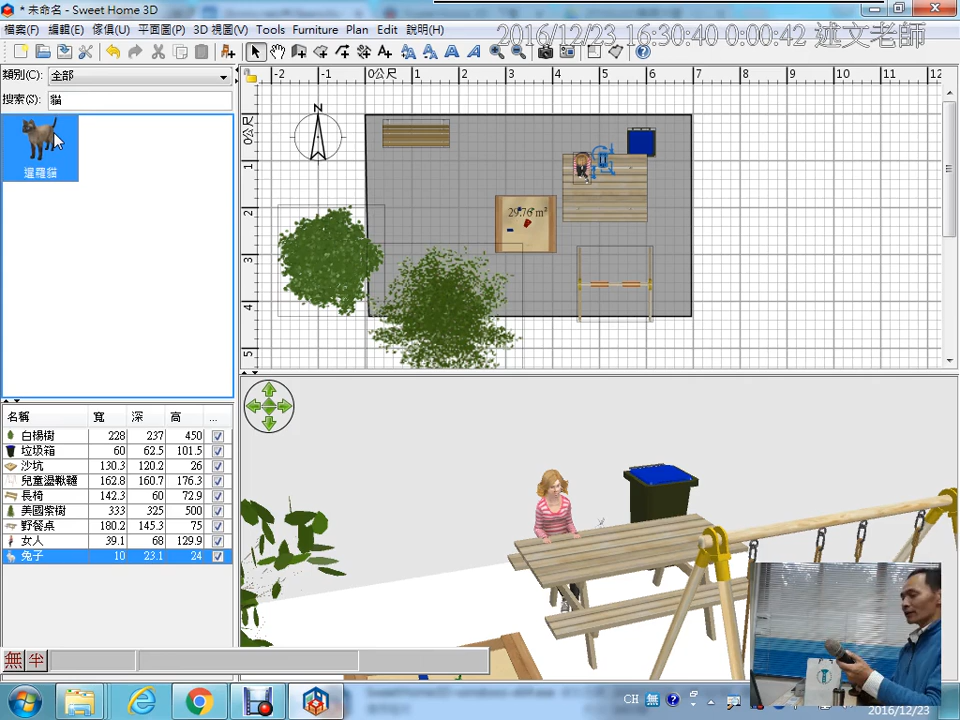 * 未命名 - Sweet Home 3D
檔案(F) 編輯(E) 傢俱(U) 平面圖(P) 3D 視圖(V) Tools Furniture Plan Edit 說明(H)
2016/12/23 16:30:40 0:00:42 述文老師
類別(C): 全部
搜索(S): 貓
暹羅貓
-2 -1 0公尺 1 2 3 4 5 6 7 8 9 10 11 12
0公尺
1
2
3
4
5
N
29.76 m²
名稱 寬 深 高 ...
白楊樹 228 237 450
垃圾箱 60 62.5 101.5
沙坑 130.3 120.2 26
兒童盪鞦韆 162.8 160.7 176.3
長椅 142.3 60 72.9
美國紫樹 333 325 500
野餐桌 180.2 145.3 75
女人 39.1 68 129.9
兔子 10 23.1 24
無 半
CH 無
2016/12/23